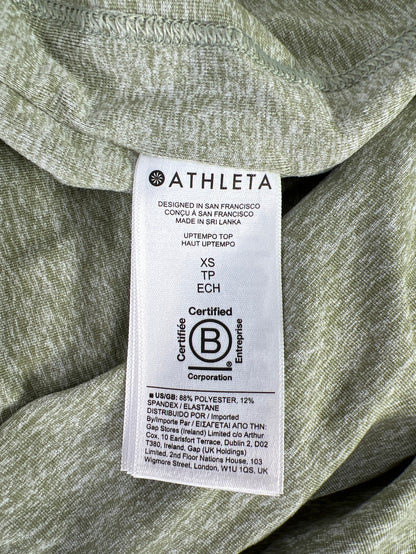 ATHLETA
DESIGNED IN SAN FRANCISCO
CONÇU À SAN FRANCISCO
MADE IN SRI LANKA
UPTEMPO TOP
HAUT UPTEMPO
XS
TP
ECH
Certified
Certifiée
B
Entreprise
Corporation
■ US/GB: 88% POLYESTER, 12%
SPANDEX / ELASTANE
DISTRIBUIDO POR / Imported
By/Importe Par / ΕΙΣΑΓΕΤΑΙ ΑΠΟ ΤΗΝ:
Gap Stores (Ireland) Limited c/o Arthur
Cox, 10 Earlsfort Terrace, Dublin 2, D02
T380, Ireland, Gap (UK Holdings)
Limited, 2nd Floor Nations House, 103
Wigmore Street, London, W1U 1QS, UK